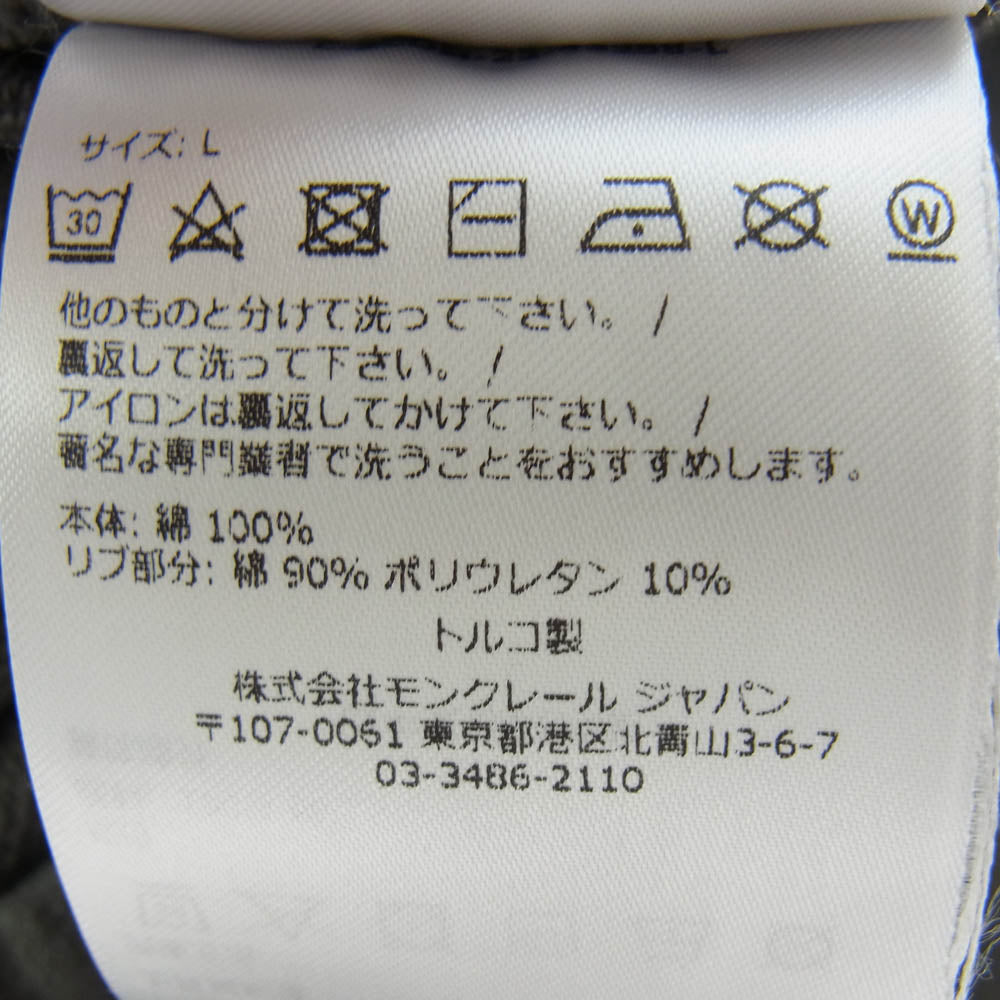 サイズ: L
30 W
他のものと分けて洗って下さい。/
裏返して洗って下さい。/
アイロンは裏返してかけて下さい。/
著名な専門業者で洗うことをおすすめします。
本体: 綿 100%
リブ部分: 綿 90% ポリウレタン 10%
トルコ製
株式会社モンクレール ジャパン
〒107-0061 東京都港区北青山3-6-7
03-3486-2110